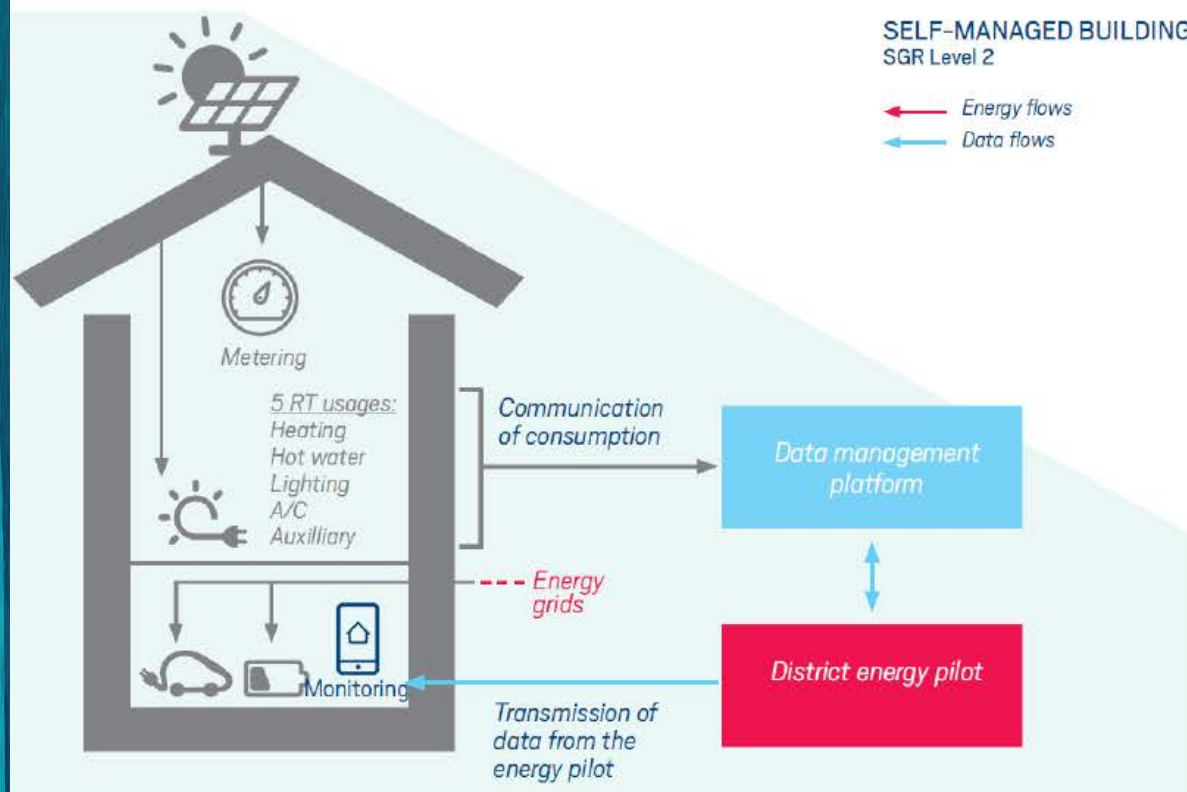 SELF-MANAGED BUILDING
SGR Level 2
Energy flows
Data flows
Metering
5 RT usages:
Heating
Hot water
Lighting
A/C
Auxilliary
Communication
of consumption
Data management
platform
Energy
grids
Monitoring
District energy pilot
Transmission of
data from the
energy pilot